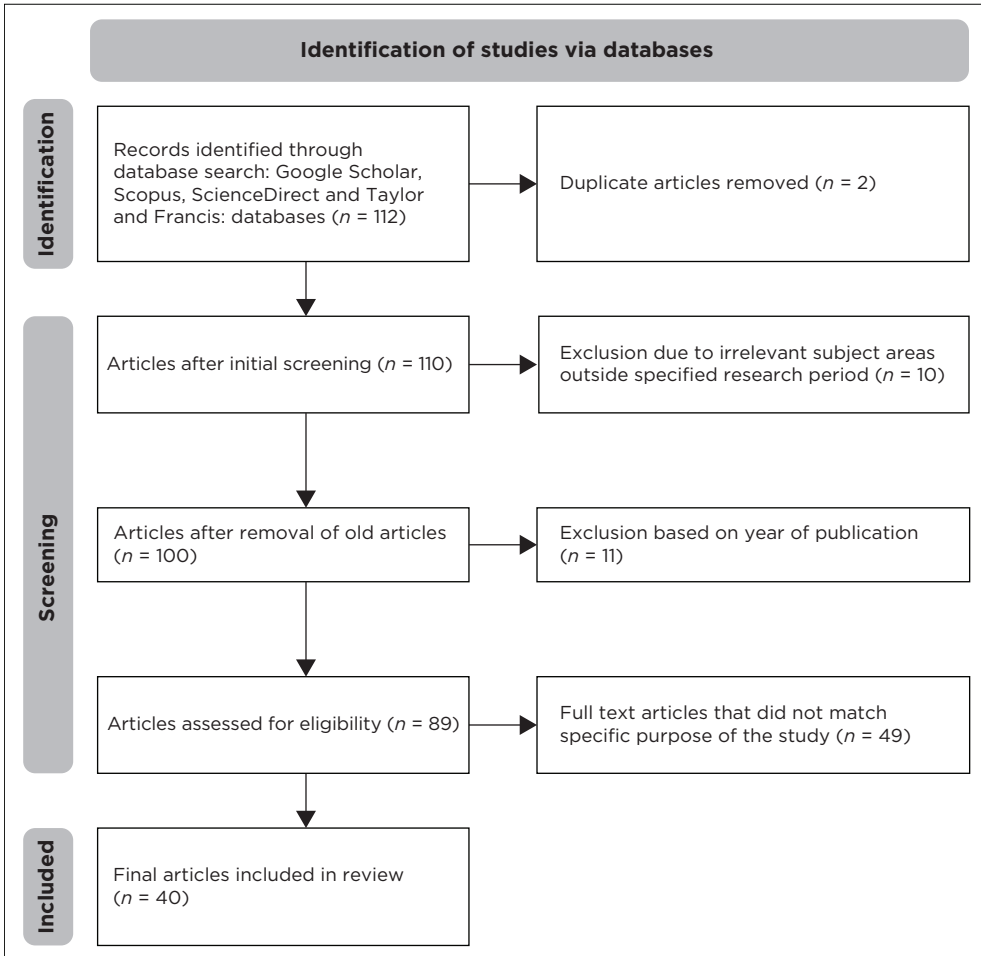 Identification of studies via databases
Identification
Records identified through
database search: Google Scholar,
Scopus, ScienceDirect and Taylor
and Francis: databases (n = 112)
Duplicate articles removed (n = 2)
Screening
Articles after initial screening (n = 110)
Exclusion due to irrelevant subject areas
outside specified research period (n = 10)
Articles after removal of old articles
(n = 100)
Exclusion based on year of publication
(n = 11)
Articles assessed for eligibility (n = 89)
Full text articles that did not match
specific purpose of the study (n = 49)
Included
Final articles included in review
(n = 40)